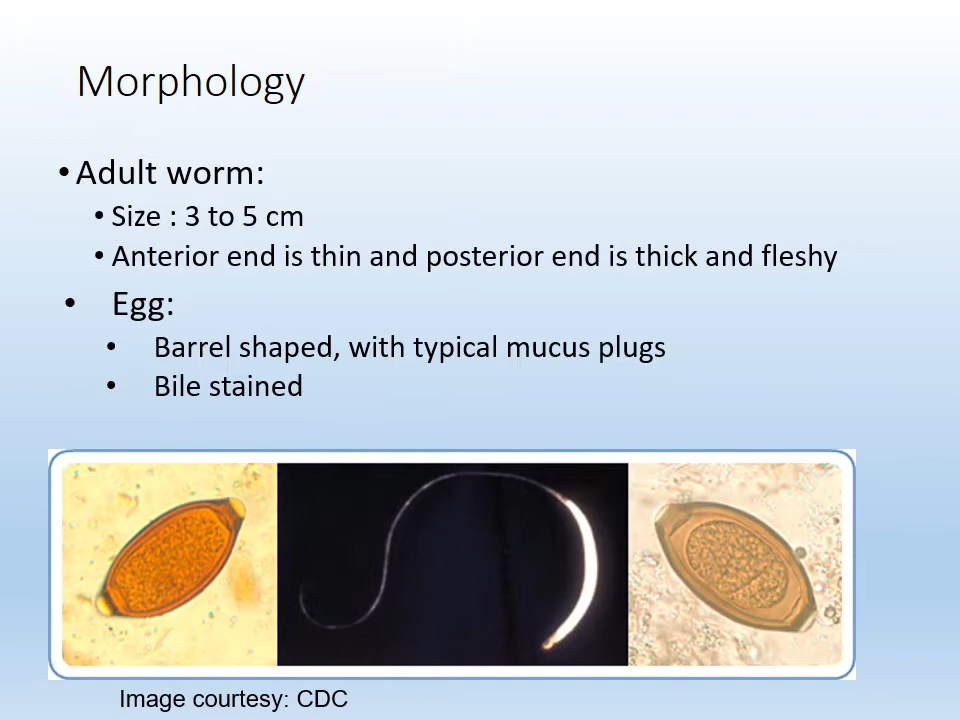 Morphology
•Adult worm:
• Size : 3 to 5 cm
• Anterior end is thin and posterior end is thick and fleshy
• Egg:
• Barrel shaped, with typical mucus plugs
• Bile stained
Image courtesy: CDC